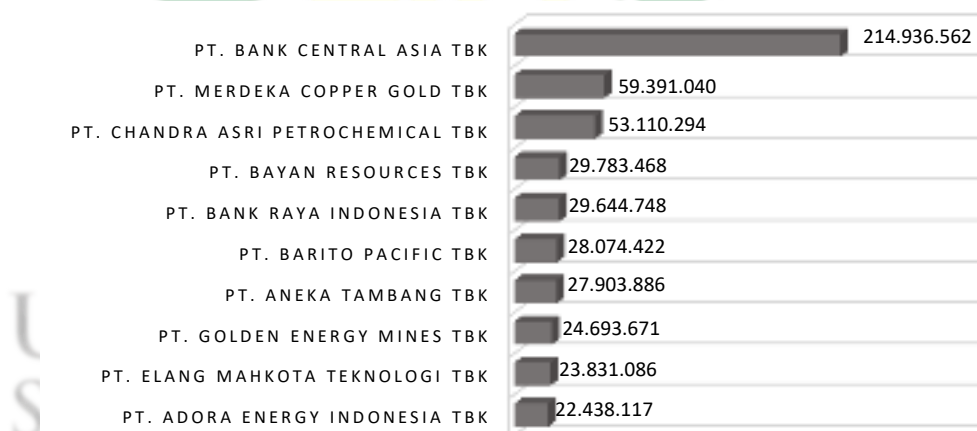 PT. BANK CENTRAL ASIA TBK 214.936.562
PT. MERDEKA COPPER GOLD TBK 59.391.040
PT. CHANDRA ASRI PETROCHEMICAL TBK 53.110.294
PT. BAYAN RESOURCES TBK 29.783.468
PT. BANK RAYA INDONESIA TBK 29.644.748
PT. BARITO PACIFIC TBK 28.074.422
PT. ANEKA TAMBANG TBK 27.903.886
PT. GOLDEN ENERGY MINES TBK 24.693.671
PT. ELANG MAHKOTA TEKNOLOGI TBK 23.831.086
PT. ADORA ENERGY INDONESIA TBK 22.438.117